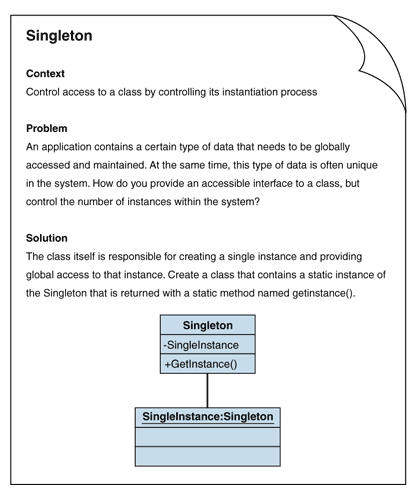 Singleton
Context
Control access to a class by controlling its instantiation process
Problem
An application contains a certain type of data that needs to be globally
accessed and maintained. At the same time, this type of data is often unique
in the system. How do you provide an accessible interface to a class, but
control the number of instances within the system?
Solution
The class itself is responsible for creating a single instance and providing
global access to that instance. Create a class that contains a static instance of
the Singleton that is returned with a static method named getinstance().
Singleton
-SingleInstance
+GetInstance()
SingleInstance:Singleton